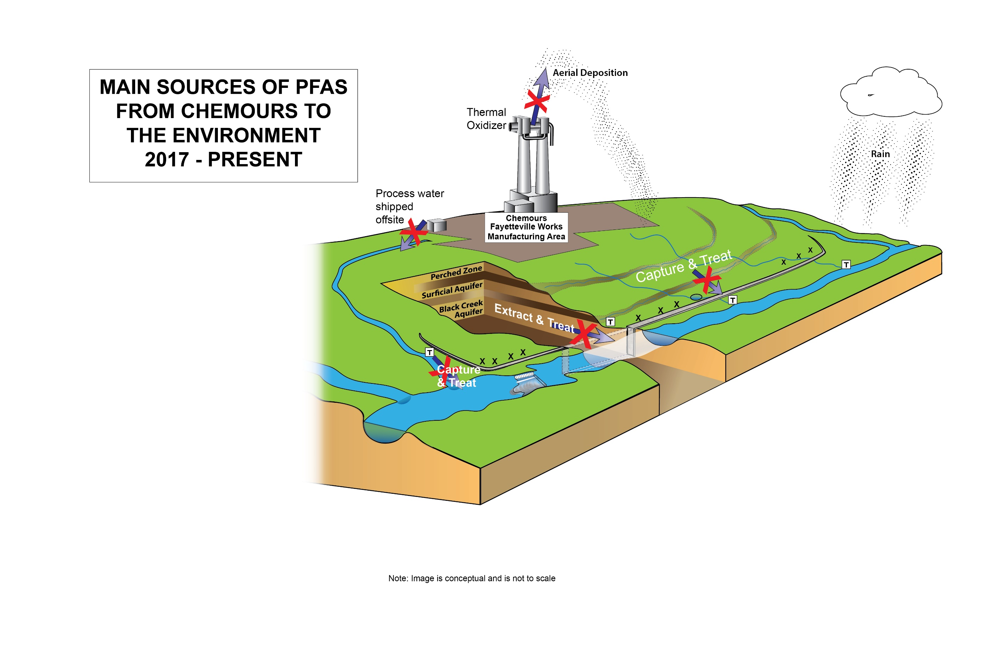 MAIN SOURCES OF PFAS
FROM CHEMOURS TO
THE ENVIRONMENT
2017 - PRESENT
Aerial Deposition
Thermal
Oxidizer
Rain
Process water
shipped
offsite
Chemours
Fayetteville Works
Manufacturing Area
Perched Zone
Surficial Aquifer
Black Creek
Aquifer
Extract & Treat
Capture & Treat
X
X
X
T
T
X
X
X
T
T
X X X X
Capture
& Treat
Note: Image is conceptual and is not to scale